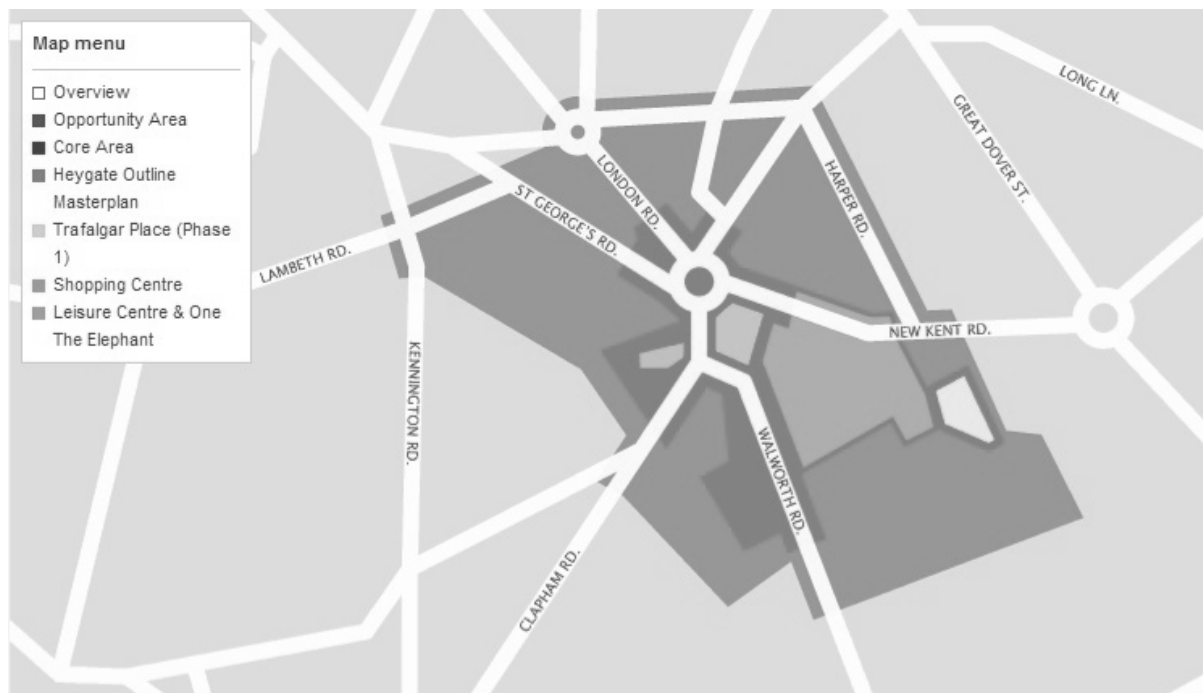 Map menu
Overview
Opportunity Area
Core Area
Heygate Outline
Masterplan
Trafalgar Place (Phase
1)
Shopping Centre
Leisure Centre & One
The Elephant
LONG LN.
GREAT DOVER ST.
LONDON RD.
HARPER RD.
ST GEORGE'S RD.
LAMBETH RD.
NEW KENT RD.
KENNINGTON RD.
WALWORTH RD.
CLAPHAM RD.